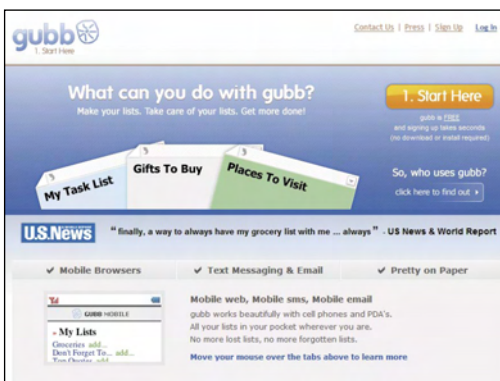 gubb
1. Start Here
Contact Us | Press | Sign Up Log In
What can you do with gubb?
Make your lists. Take care of your lists. Get more done!
1. Start Here
gubb is FREE
and signing up takes seconds
(no download or install required)
My Task List
Gifts To Buy
Places To Visit
So, who uses gubb?
click here to find out
U.S.News
“finally, a way to always have my grocery list with me ... always” - US News & World Report
✓ Mobile Browsers
✓ Text Messaging & Email
✓ Pretty on Paper
GUBB MOBILE
» My Lists
Groceries add...
Don't Forget To... add...
Top Quotes add...
Mobile web, Mobile sms, Mobile email
gubb works beautifully with cell phones and PDA's.
All your lists in your pocket wherever you are.
No more lost lists, no more forgotten lists.
Move your mouse over the tabs above to learn more